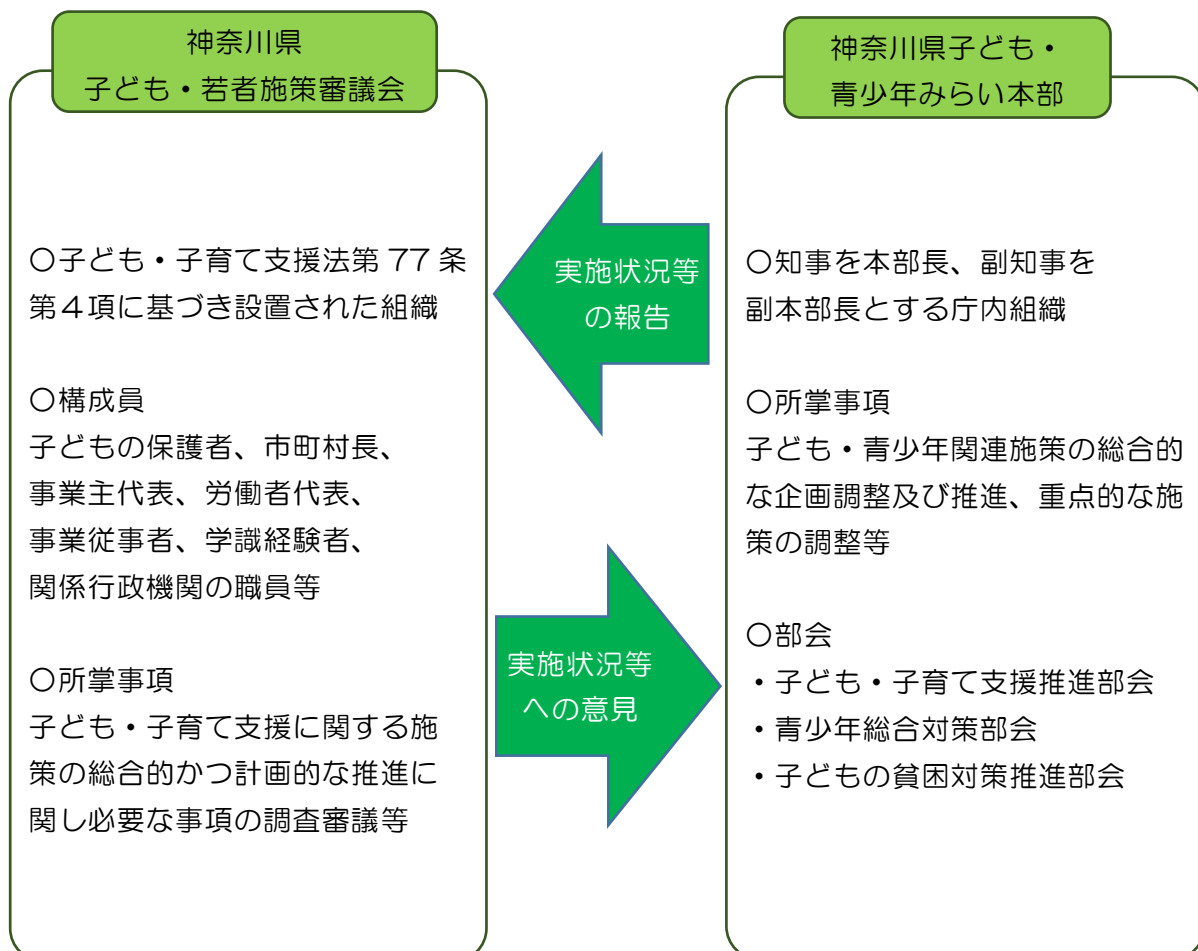 神奈川県
子ども・若者施策審議会
〇子ども・子育て支援法第 77 条
第４項に基づき設置された組織
〇構成員
子どもの保護者、市町村長、
事業主代表、労働者代表、
事業従事者、学識経験者、
関係行政機関の職員等
〇所掌事項
子ども・子育て支援に関する施
策の総合的かつ計画的な推進に
関し必要な事項の調査審議等
実施状況等
の報告
実施状況等
への意見
神奈川県子ども・
青少年みらい本部
〇知事を本部長、副知事を
副本部長とする庁内組織
〇所掌事項
子ども・青少年関連施策の総合的
な企画調整及び推進、重点的な施
策の調整等
〇部会
・子ども・子育て支援推進部会
・青少年総合対策部会
・子どもの貧困対策推進部会